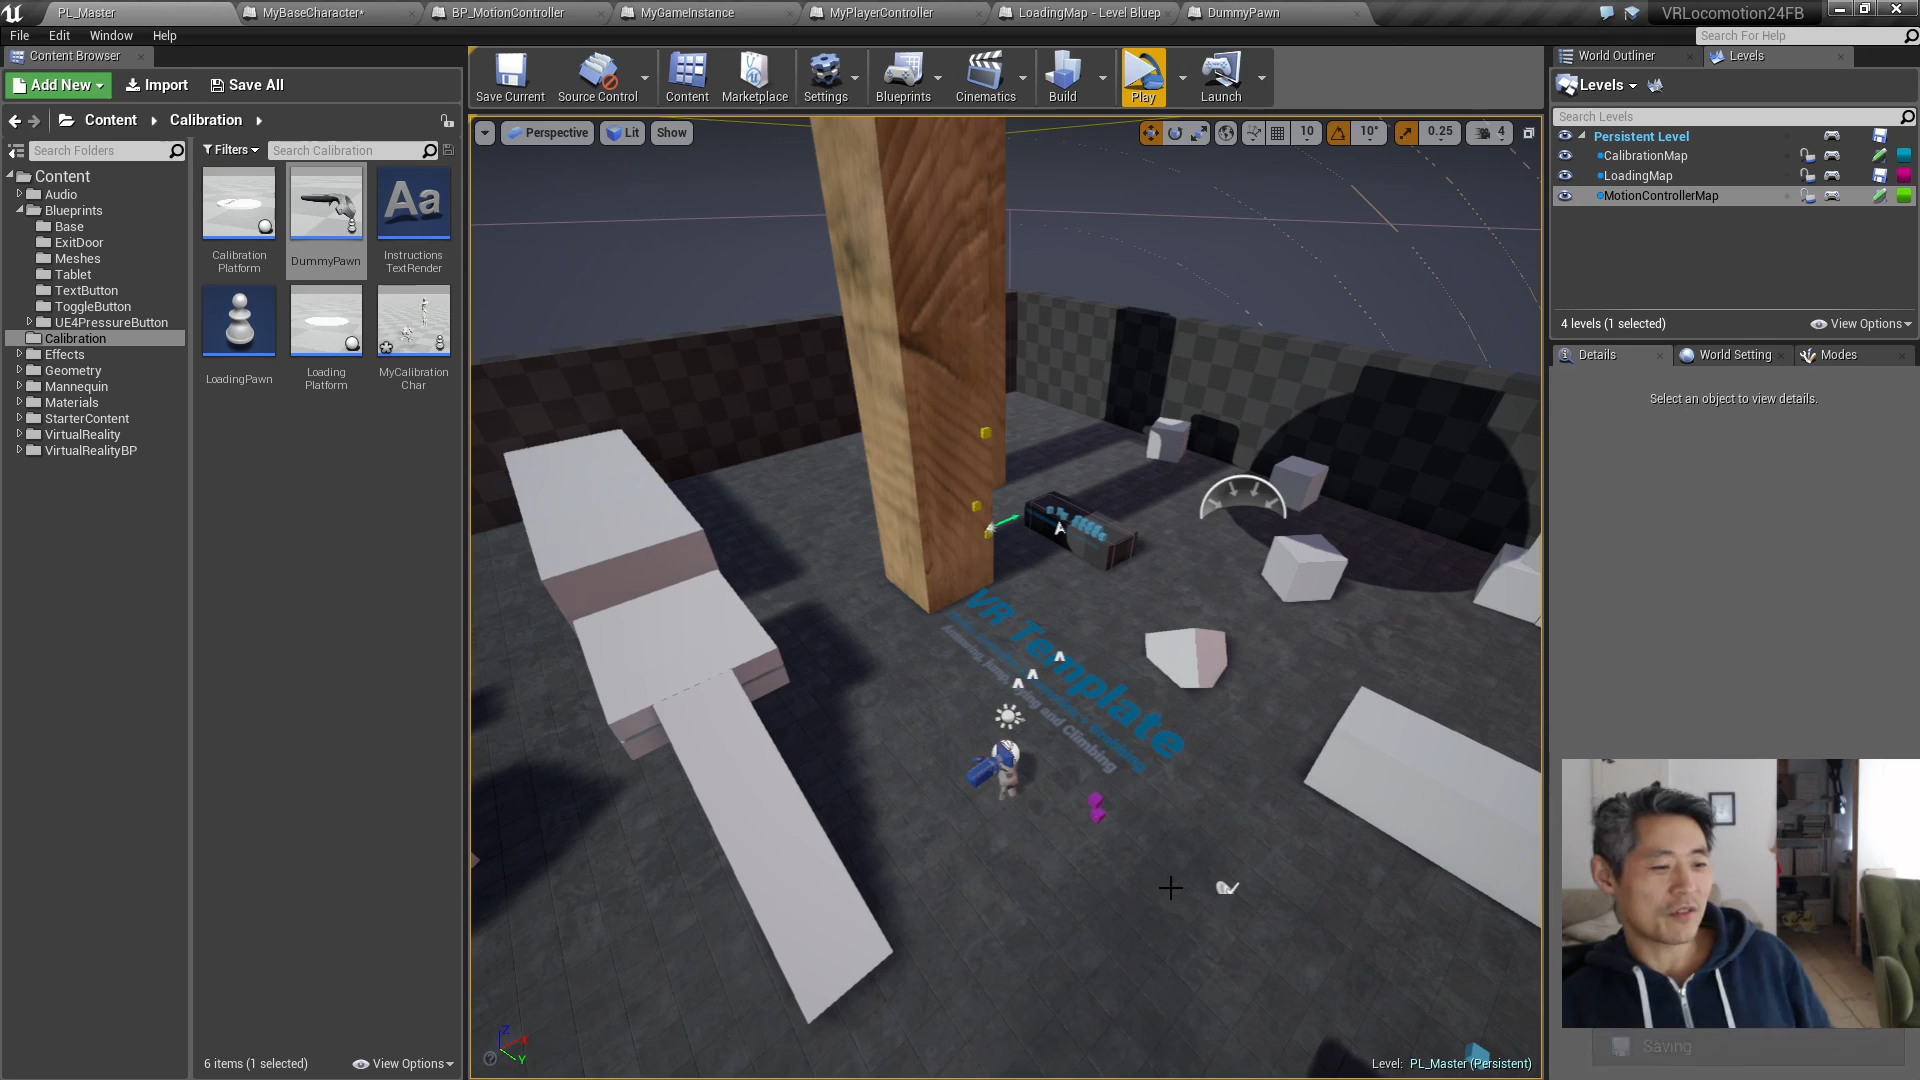 PL_Master
MyBaseCharacter*
BP_MotionController
MyGameInstance
MyPlayerController
LoadingMap - Level Bluep
DummyPawn
VRLocomotion24FB
File Edit Window Help
Search For Help
Content Browser
Add New
Import
Save All
Content
Calibration
Search Folders
Filters
Search Calibration
Content
Audio
Blueprints
Base
ExitDoor
Meshes
Tablet
TextButton
ToggleButton
UE4PressureButton
Calibration
Effects
Geometry
Mannequin
Materials
StarterContent
VirtualReality
VirtualRealityBP
Calibration
Platform
DummyPawn
Aa
Instructions
TextRender
LoadingPawn
Loading
Platform
MyCalibration
Char
6 items (1 selected)
View Options
Save Current
Source Control
Content
Marketplace
Settings
Blueprints
Cinematics
Build
Play
Launch
Perspective
Lit
Show
10
10°
0.25
4
VR Template
Jumping and Climbing
Z
X
Y
Level: PL_Master (Persistent)
World Outliner
Levels
Levels
Search Levels
Persistent Level
CalibrationMap
LoadingMap
MotionControllerMap
4 levels (1 selected)
View Options
Details
World Setting
Modes
Select an object to view details.
Saving